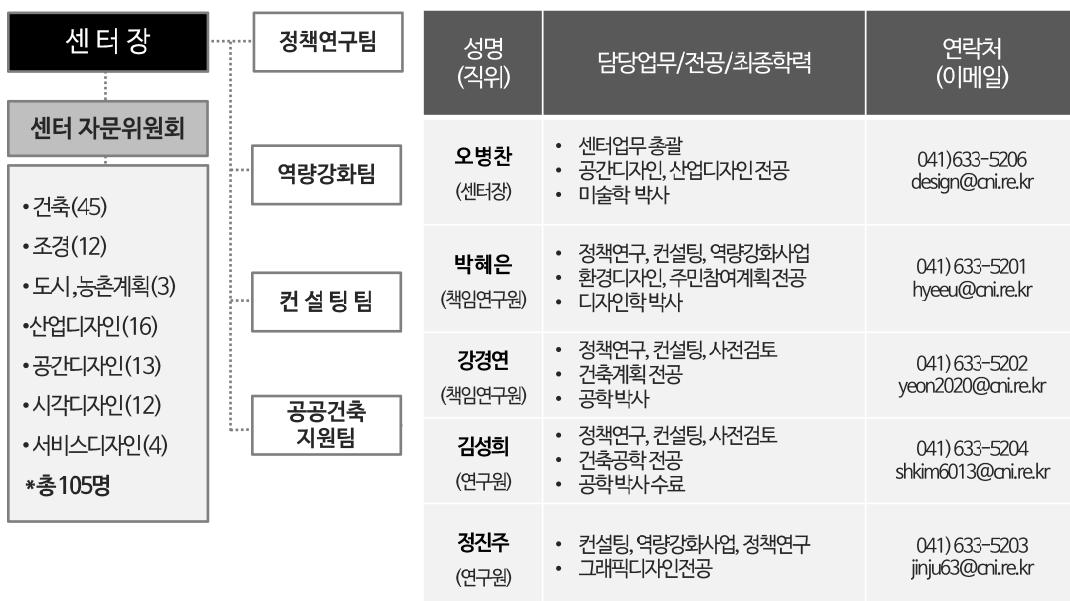 센 터 장
센터 자문위원회
• 건축(45)
• 조경(12)
• 도시,농촌계획(3)
•산업디자인(16)
• 공간디자인(13)
• 시각디자인(12)
• 서비스디자인(4)
*총 105명
정책연구팀
역량강화팀
컨 설 팅 팀
공공건축
지원팀
성명
(직위)
담당업무/전공/최종학력
연락처
(이메일)
오병찬
(센터장)
• 센터업무 총괄
• 공간디자인, 산업디자인 전공
• 미술학 박사
041) 633-5206
design@cni.re.kr
박혜은
(책임연구원)
• 정책연구, 컨설팅, 역량강화사업
• 환경디자인, 주민참여계획 전공
• 디자인학 박사
041) 633-5201
hyeeu@cni.re.kr
강경연
(책임연구원)
• 정책연구, 컨설팅, 사전검토
• 건축계획 전공
• 공학 박사
041) 633-5202
yeon2020@cni.re.kr
김성희
(연구원)
• 정책연구, 컨설팅, 사전검토
• 건축공학 전공
• 공학 박사 수료
041) 633-5204
shkim6013@cni.re.kr
정진주
(연구원)
• 컨설팅, 역량강화사업, 정책연구
• 그래픽디자인전공
041) 633-5203
jinju63@cni.re.kr